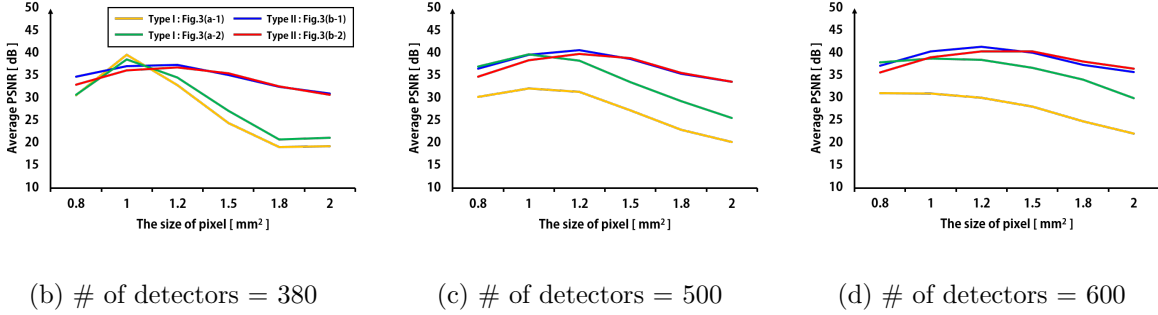 Type I : Fig.3(a-1) Type II : Fig.3(b-1)
Type I : Fig.3(a-2) Type II : Fig.3(b-2)
Average PSNR [ dB]
50
45
40
35
30
25
20
15
10
0.8 1 1.2 1.5 1.8 2
The size of pixel [ mm² ]
(b) # of detectors = 380
Average PSNR [ dB]
50
45
40
35
30
25
20
15
10
0.8 1 1.2 1.5 1.8 2
The size of pixel [ mm² ]
(c) # of detectors = 500
Average PSNR [ dB]
50
45
40
35
30
25
20
15
10
0.8 1 1.2 1.5 1.8 2
The size of pixel [ mm² ]
(d) # of detectors = 600